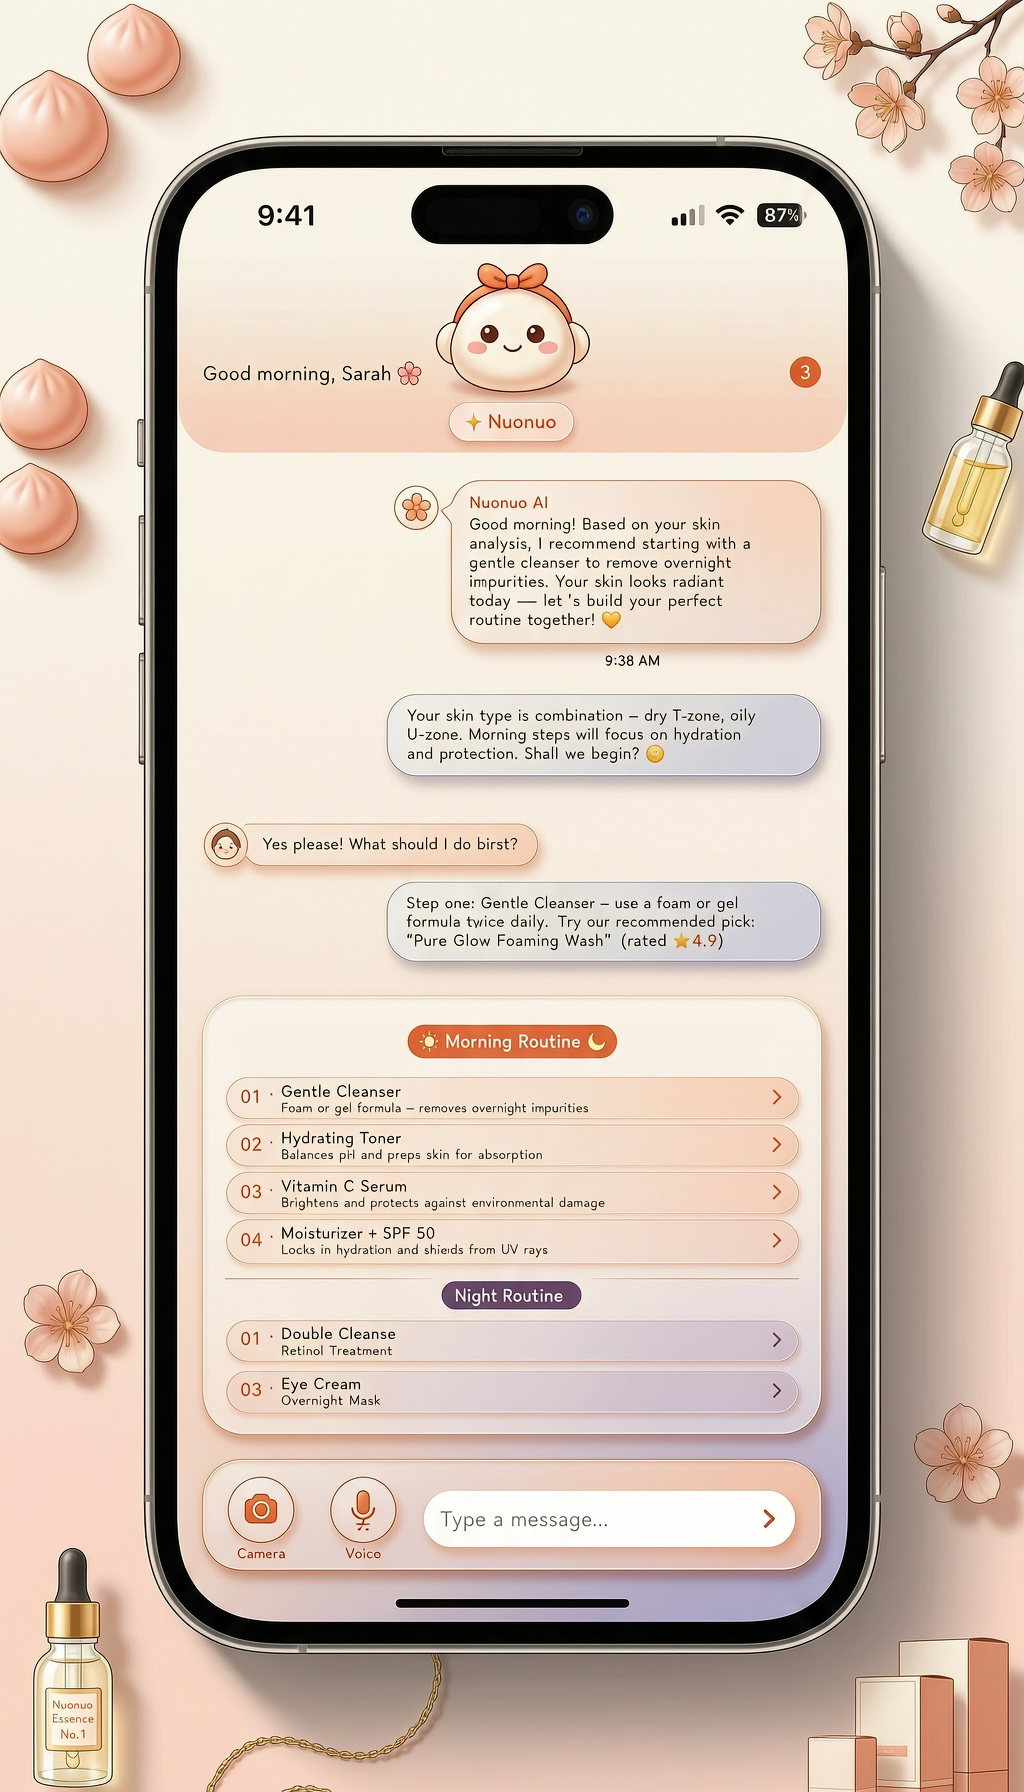 9:41
87%
Good morning, Sarah
3
Nuonuo
Nuonuo AI
Good morning! Based on your skin
analysis, I recommend starting with a
gentle cleanser to remove overnight
impurities. Your skin looks radiant
today — let 's build your perfect
routine together!
9:38 AM
Your skin type is combination – dry T-zone, oily
U-zone. Morning steps will focus on hydration
and protection. Shall we begin?
Yes please! What should I do birst?
Step one: Gentle Cleanser – use a foam or gel
formula twice daily. Try our recommended pick:
“Pure Glow Foaming Wash” (rated ⭐4.9)
Morning Routine
01 · Gentle Cleanser
Foam or gel formula – removes overnight impurities
02 · Hydrating Toner
Balances pH and preps skin for absorption
03 · Vitamin C Serum
Brightens and protects against environmental damage
04 · Moisturizer + SPF 50
Locks in hydration and shields from UV rays
Night Routine
01 · Double Cleanse
Retinol Treatment
03 · Eye Cream
Overnight Mask
Camera
Voico
Type a message...
Nuonuo
Essence
No.1